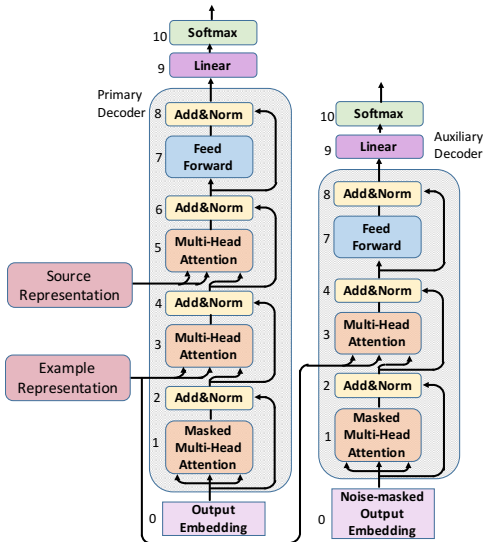 10 Softmax
9 Linear
Primary
Decoder
8 Add&Norm
7 Feed
Forward
6 Add&Norm
5 Multi-Head
Attention
Source
Representation
4 Add&Norm
3 Multi-Head
Attention
Example
Representation
2 Add&Norm
1 Masked
Multi-Head
Attention
0 Output
Embedding
10 Softmax
9 Linear
Auxiliary
Decoder
8 Add&Norm
7 Feed
Forward
4 Add&Norm
3 Multi-Head
Attention
2 Add&Norm
1 Masked
Multi-Head
Attention
0 Noise-masked
Output
Embedding